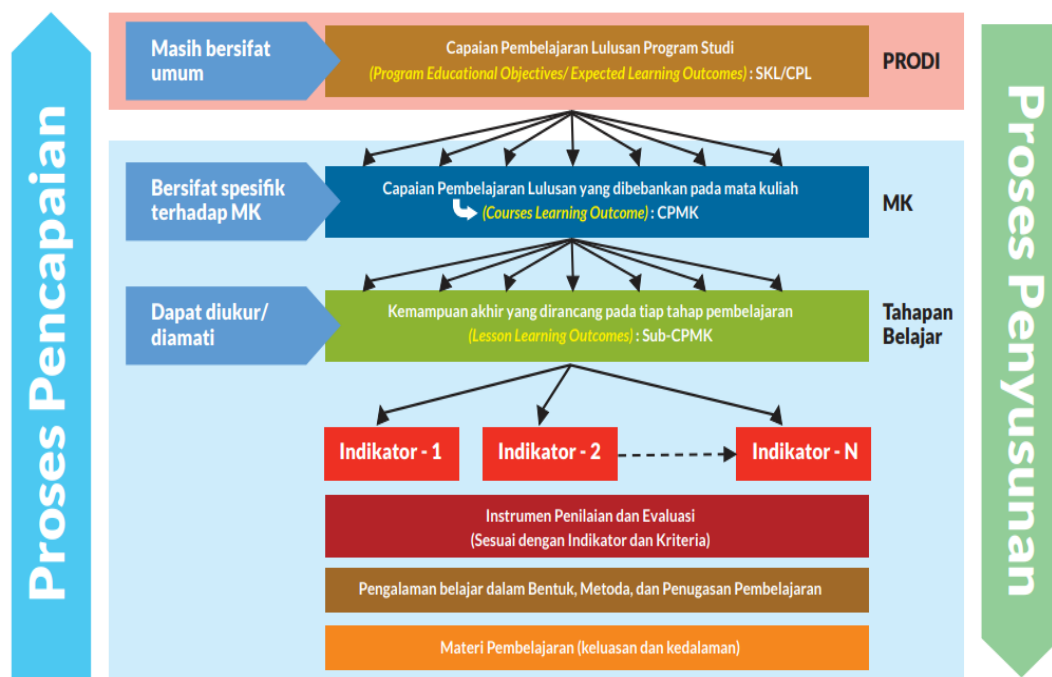 Proses Pencapaian
Masih bersifat
umum
Capaian Pembelajaran Lulusan Program Studi
(Program Educational Objectives/ Expected Learning Outcomes) : SKL/CPL
PRODI
Bersifat spesifik
terhadap MK
Capaian Pembelajaran Lulusan yang dibebankan pada mata kuliah
(Courses Learning Outcome) : CPMK
MK
Dapat diukur/
diamati
Kemampuan akhir yang dirancang pada tiap tahap pembelajaran
(Lesson Learning Outcomes) : Sub-CPMK
Tahapan
Belajar
Indikator - 1
Indikator - 2
Indikator - N
Instrumen Penilaian dan Evaluasi
(Sesuai dengan Indikator dan Kriteria)
Pengalaman belajar dalam Bentuk, Metoda, dan Penugasan Pembelajaran
Materi Pembelajaran (keluasan dan kedalaman)
Proses Penyusunan